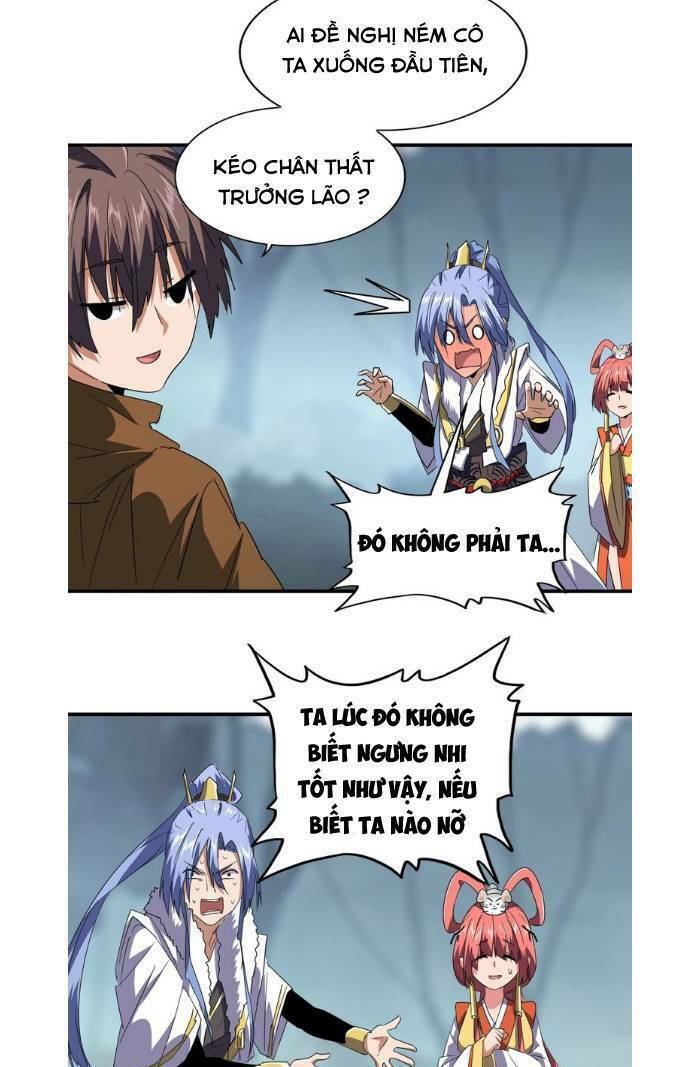 AI ĐỀ NGHỊ NÉM CÔ
TA XUỐNG ĐẦU TIÊN,
KÉO CHÂN THẤT
TRƯỞNG LÃO ?
ĐÓ KHÔNG PHẢI TA...
TA LÚC ĐÓ KHÔNG
BIẾT NGƯNG NHI
TỐT NHƯ VẬY, NẾU
BIẾT TA NÀO NỠ